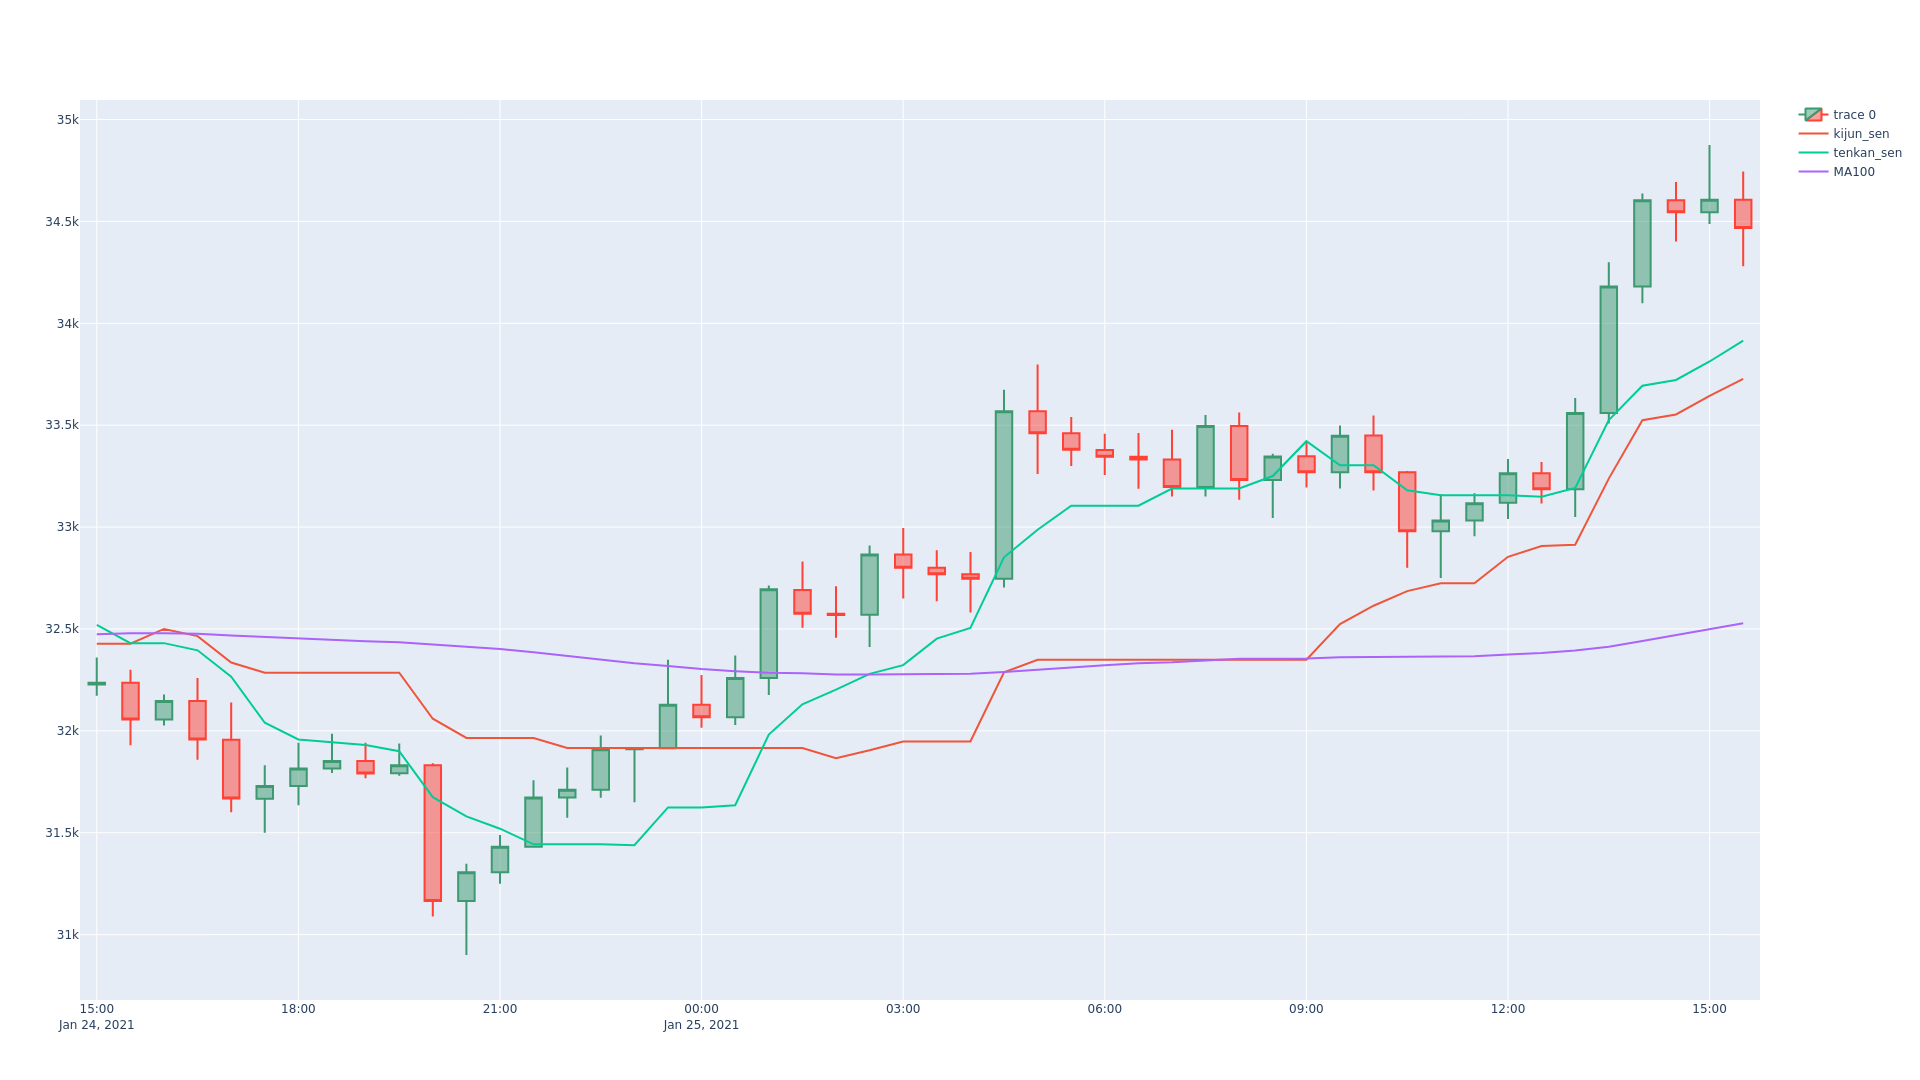 35k
34.5k
34k
33.5k
33k
32.5k
32k
31.5k
31k
15:00
Jan 24, 2021
18:00
21:00
00:00
Jan 25, 2021
03:00
06:00
09:00
12:00
15:00
trace 0
kijun_sen
tenkan_sen
MA100